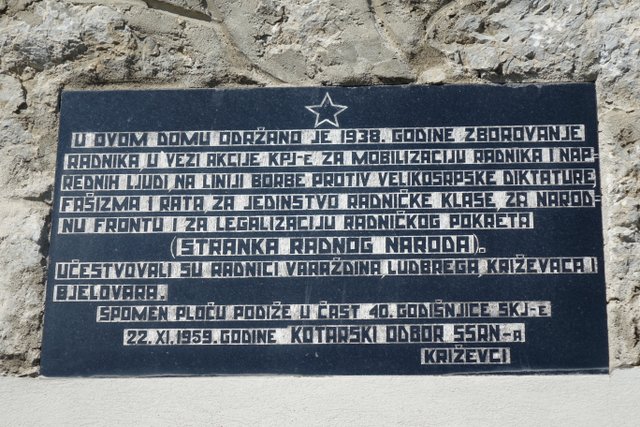 U OVOM DOMU ODRŽANO JE 1938. GODINE ZBOROVANJE
RADNIKA, U VEZI AKCIJE KPJ-E ZA MOBILIZACIJU RADNIKA I NAP=
REDNIH LJUDI NA LINIJI BORBE PROTIV VELIKOSRPSKE DIKTATURE
FAŠIZMA I RATA, ZA JEDINSTVO RADNIČKE KLASE ZA NAROD=
NU FRONTU I ZA LEGALIZACIJU RADNIČKOG POKRETA
(STRANKA RADNOG NARODA).
UČESTVOVALI SU RADNICI VARAŽDINA, LUDBREGA, KRIŽEVACA I
BJELOVARA.
SPOMEN PLOČU PODIŽE U ČAST 40. GODIŠNJICE SKJ-E
22. XI. 1959. GODINE KOTARSKI ODBOR SSRN-A
KRIŽEVCI